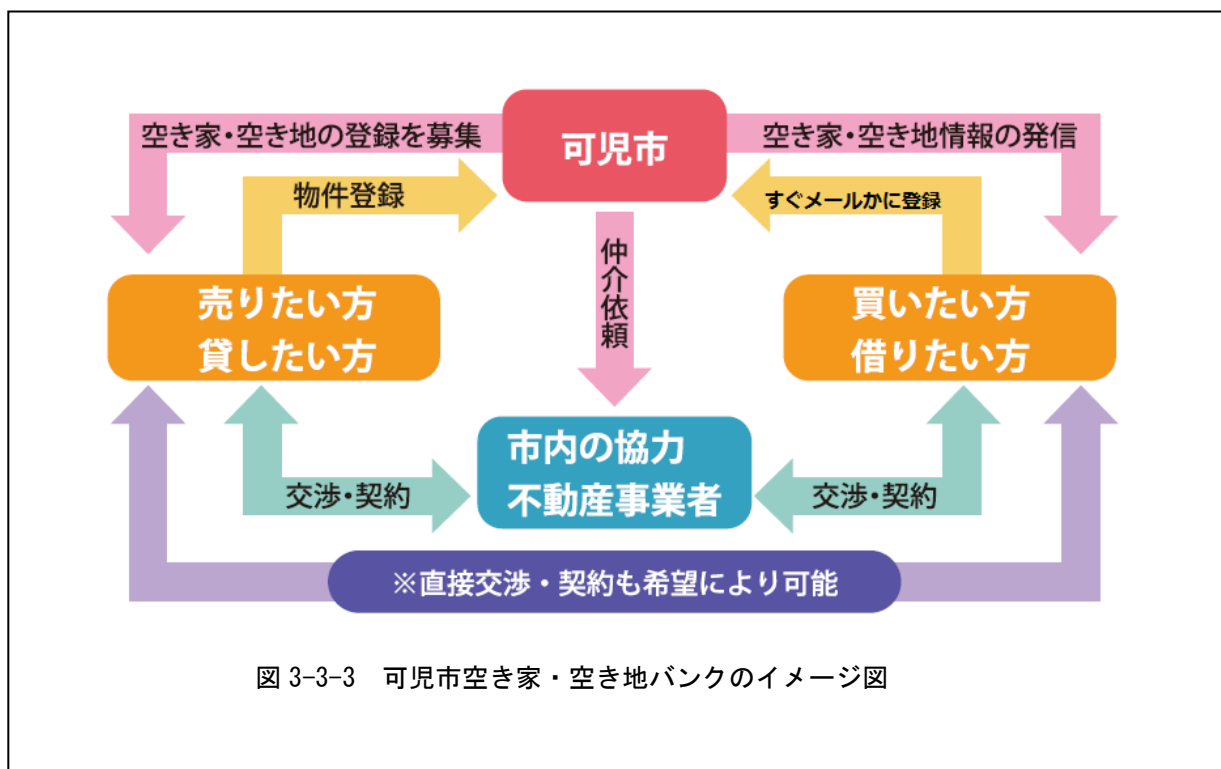 空き家・空き地の登録を募集
可児市
空き家・空き地情報の発信
物件登録
すぐメールかに登録
仲介依頼
売りたい方
貸したい方
買いたい方
借りたい方
市内の協力
不動産事業者
交渉・契約
交渉・契約
※直接交渉・契約も希望により可能
図 3-3-3 可児市空き家・空き地バンクのイメージ図